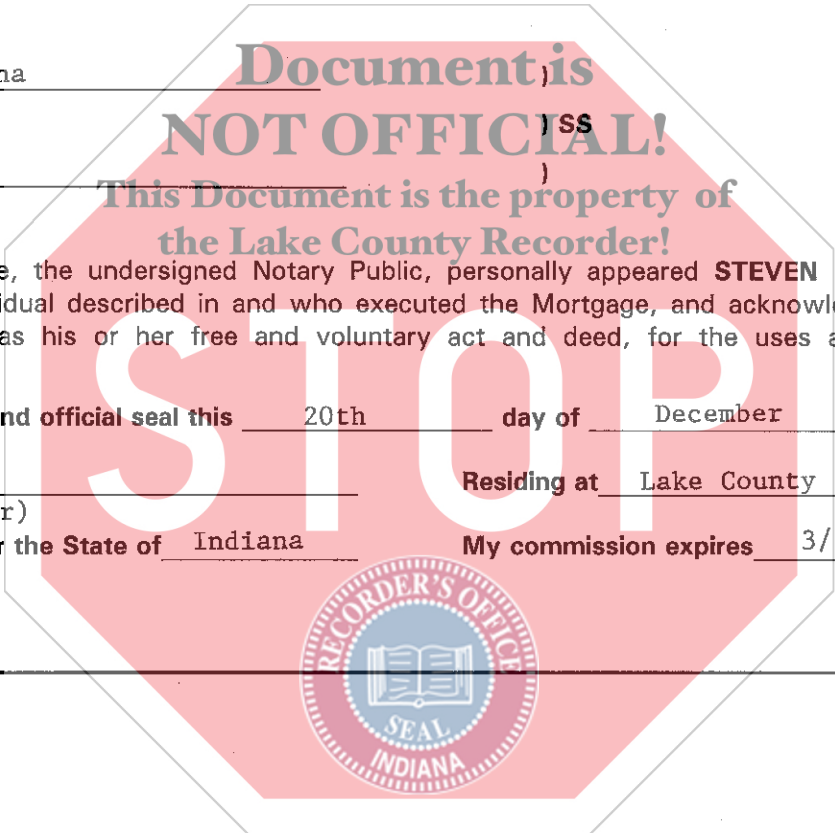 Document is
na )
NOT OFFICIAL!
) SS
This Document is the property of
)
the Lake County Recorder!
e, the undersigned Notary Public, personally appeared STEVEN
idual described in and who executed the Mortgage, and acknowle
as his or her free and voluntary act and deed, for the uses a
STOP!
nd official seal this 20th day of December
Residing at Lake County
r)
r the State of Indiana My commission expires 3/
RECORDER'S OFFICE
SEAL
INDIANA